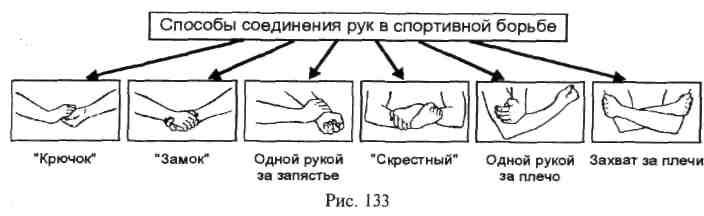 Способы соединения рук в спортивной борьбе
"Крючок"
"Замок"
Одной рукой
за запястье
"Скрестный"
Одной рукой
за плечо
Захват за плечи
Рис. 133